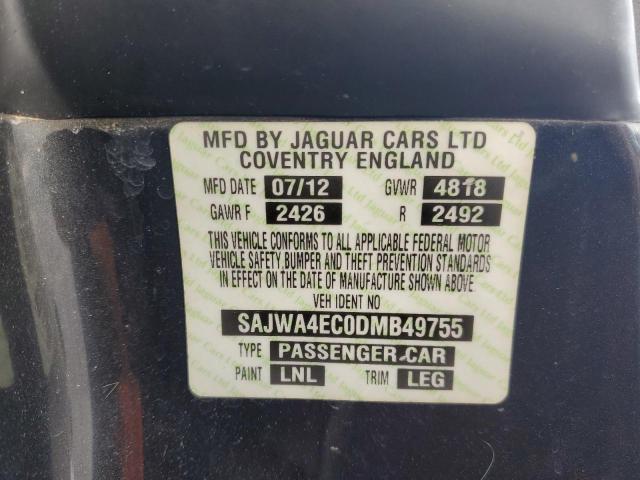 MFD BY JAGUAR CARS LTD
COVENTRY ENGLAND
MFD DATE 07/12 GVWR 4818
GAWR F 2426 R 2492
THIS VEHICLE CONFORMS TO ALL APPLICABLE FEDERAL MOTOR
VEHICLE SAFETY,BUMPER AND THEFT PREVENTION STANDARDS
IN EFFECT ON THE DATE OF MANUFACTURE SHOWN ABOVE
VEH IDENT NO
SAJWA4EC0DMB49755
TYPE PASSENGER CAR
PAINT LNL TRIM LEG